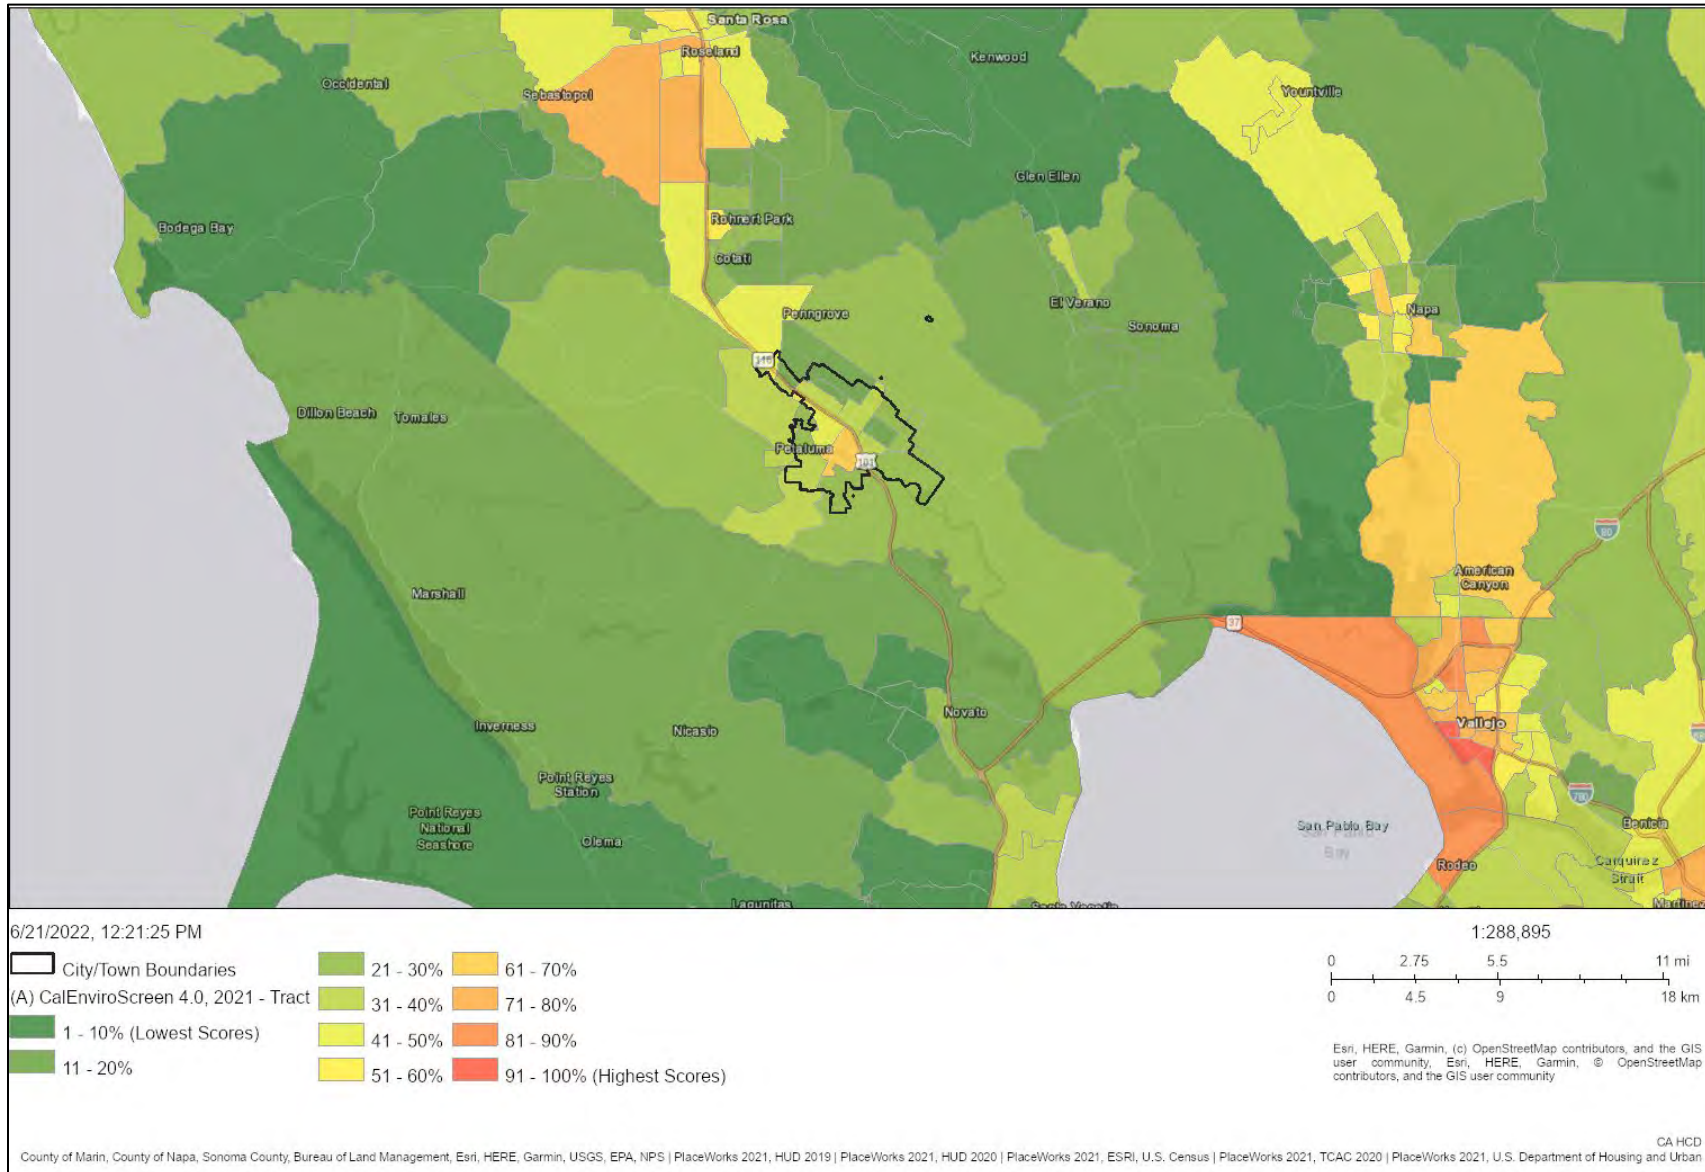 Santa Rosa
Roseland
Kenwood
Occidental
Sebastopol
Yountville
Glen Ellen
Bodega Bay
Rohnert Park
Cotati
El Verano
Penngrove
Napa
Sonoma
116
Dillon Beach
Tomales
Petaluma
101
80
American
Canyon
Marshall
37
Inverness
Nicasio
Novato
Vallejo
Point Reyes
Station
780
Point Reyes
National
Seashore
Olema
San Pablo Bay
Benicia
Rodeo
Carquinez
Strait
Lagunitas
6/21/2022, 12:21:25 PM
City/Town Boundaries
(A) CalEnviroScreen 4.0, 2021 - Tract
1 - 10% (Lowest Scores)
11 - 20%
21 - 30%
31 - 40%
41 - 50%
51 - 60%
61 - 70%
71 - 80%
81 - 90%
91 - 100% (Highest Scores)
1:288,895
0 2.75 5.5 11 mi
0 4.5 9 18 km
Esri, HERE, Garmin, (c) OpenStreetMap contributors, and the GIS
user community, Esri, HERE, Garmin, © OpenStreetMap
contributors, and the GIS user community
CA HCD
County of Marin, County of Napa, Sonoma County, Bureau of Land Management, Esri, HERE, Garmin, USGS, EPA, NPS | PlaceWorks 2021, HUD 2019 | PlaceWorks 2021, HUD 2020 | PlaceWorks 2021, ESRI, U.S. Census | PlaceWorks 2021, TCAC 2020 | PlaceWorks 2021, U.S. Department of Housing and Urban